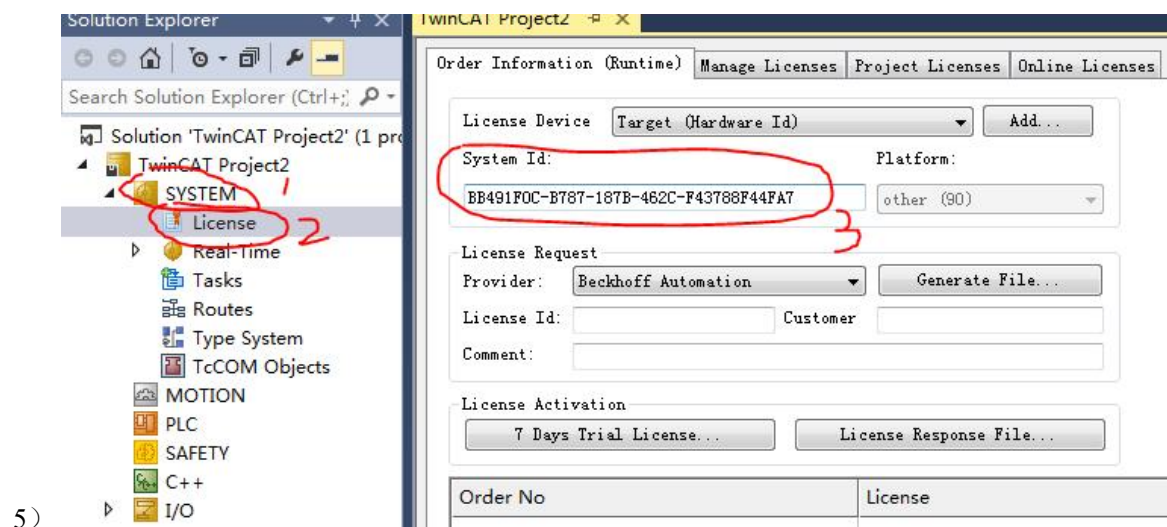 Solution Explorer
TwinCAT Project2
Search Solution Explorer (Ctrl+;)
Solution 'TwinCAT Project2' (1 pro
TwinCAT Project2
SYSTEM
1
License
2
Real-Time
Tasks
Routes
Type System
TcCOM Objects
MOTION
PLC
SAFETY
C++
I/O
5）
Order Information (Runtime)
Manage Licenses
Project Licenses
Online Licenses
License Device
Target (Hardware Id)
Add...
System Id:
Platform:
BB491F0C-B787-187B-462C-F43788F44FA7
other (90)
3
License Request
Provider:
Beckhoff Automation
Generate File...
License Id:
Customer
Comment:
License Activation
7 Days Trial License...
License Response File...
Order No
License